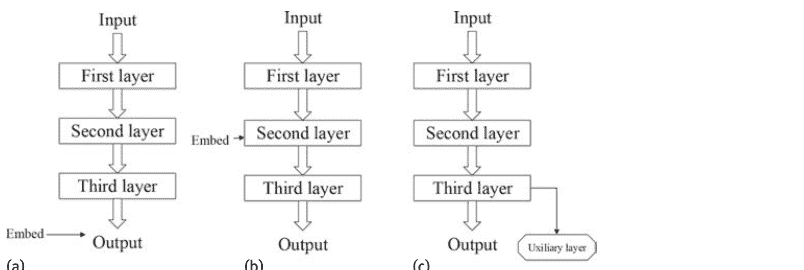 Input
First layer
Second layer
Third layer
Embed
Output
(a)
Input
First layer
Embed
Second layer
Third layer
Output
(b)
Input
First layer
Second layer
Third layer
Output
Uxiliary layer
(c)